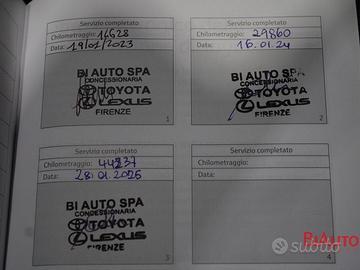 Servizio completato
Chilometraggio: 14628
Data: 19/01/2023
BI AUTO SPA
CONCESSIONARIA
TOYOTA
LEXUS
FIRENZE
1
Servizio completato
Chilometraggio: 29860
Data: 16.01.24
BI AUTO SPA
CONCESSIONARIA
TOYOTA
LEXUS
FIRENZE
2
Servizio completato
Chilometraggio: 44837
Data: 28.01.2025
BI AUTO SPA
CONCESSIONARIA
TOYOTA
LEXUS
FIRENZE
3
Servizio completato
Chilometraggio:
Data:
4
BIAUTO
subito